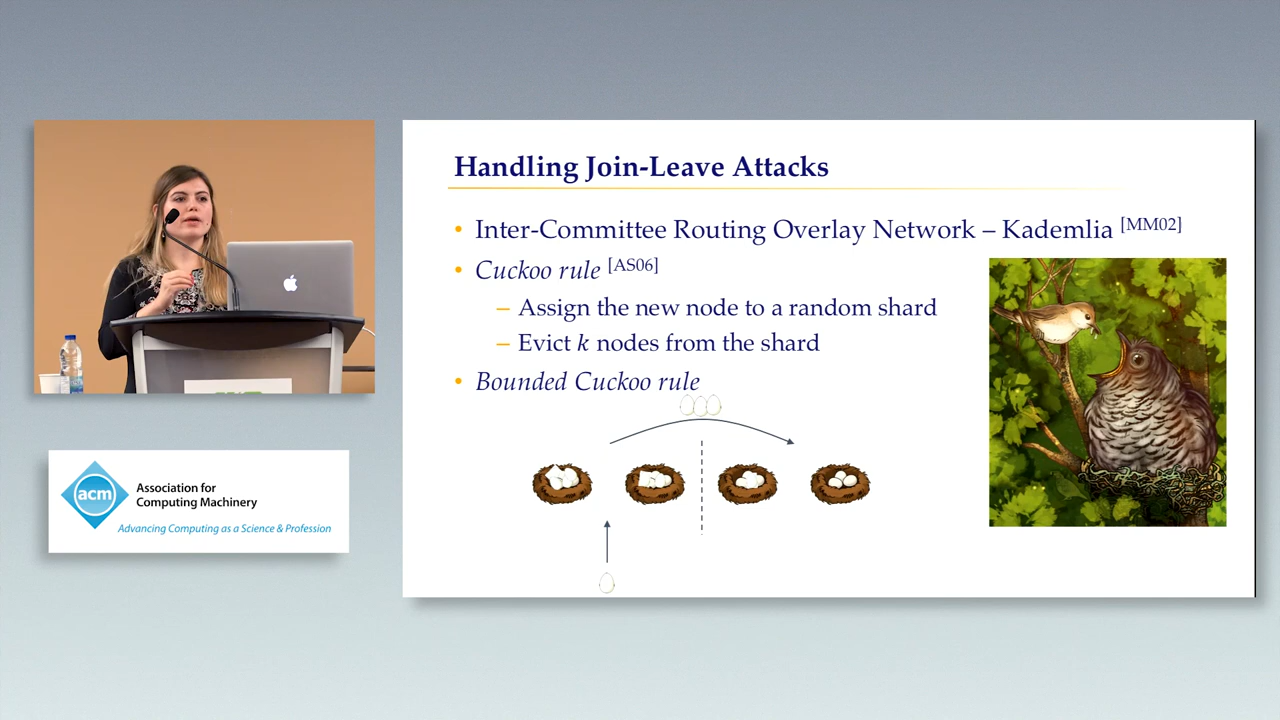 Handling Join-Leave Attacks
• Inter-Committee Routing Overlay Network – Kademlia [MM02]
• Cuckoo rule [AS06]
– Assign the new node to a random shard
– Evict k nodes from the shard
• Bounded Cuckoo rule
acm
Association for
Computing Machinery
Advancing Computing as a Science & Profession